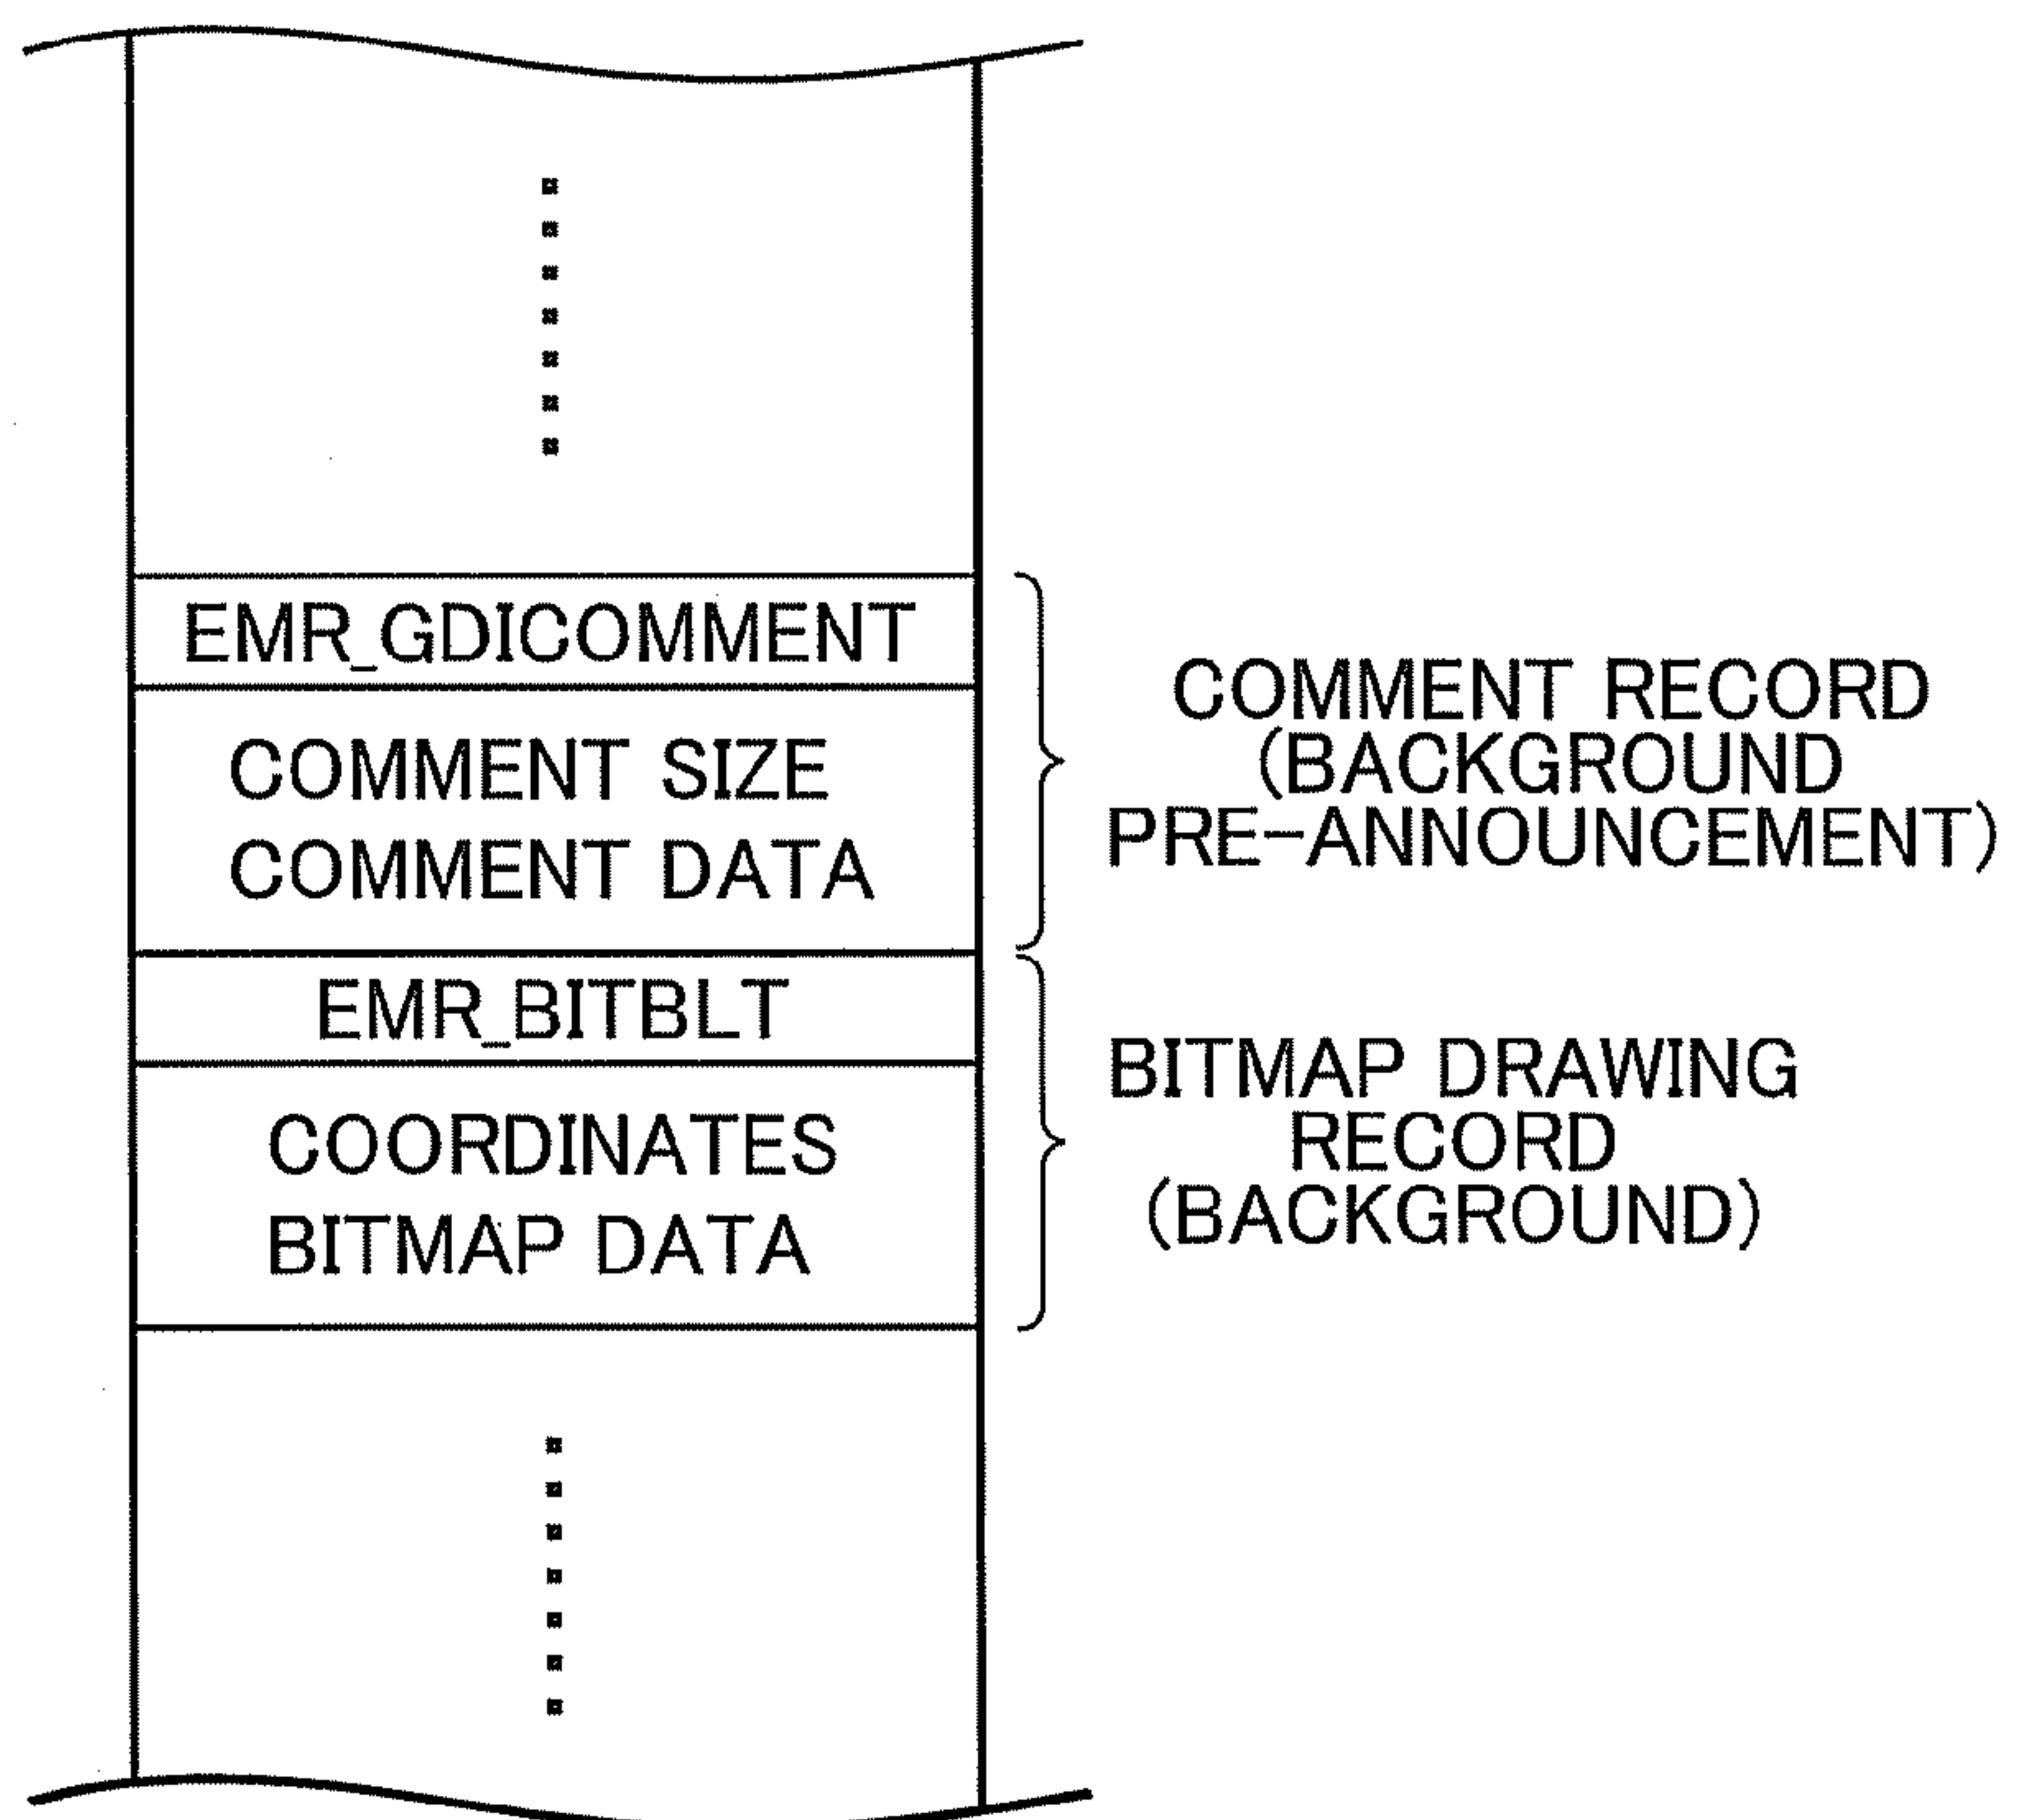 EMR_GDICOMMENT
COMMENT SIZE
COMMENT DATA
COMMENT RECORD
(BACKGROUND
PRE-ANNOUNCEMENT)
EMR_BITBLT
COORDINATES
BITMAP DATA
BITMAP DRAWING
RECORD
(BACKGROUND)